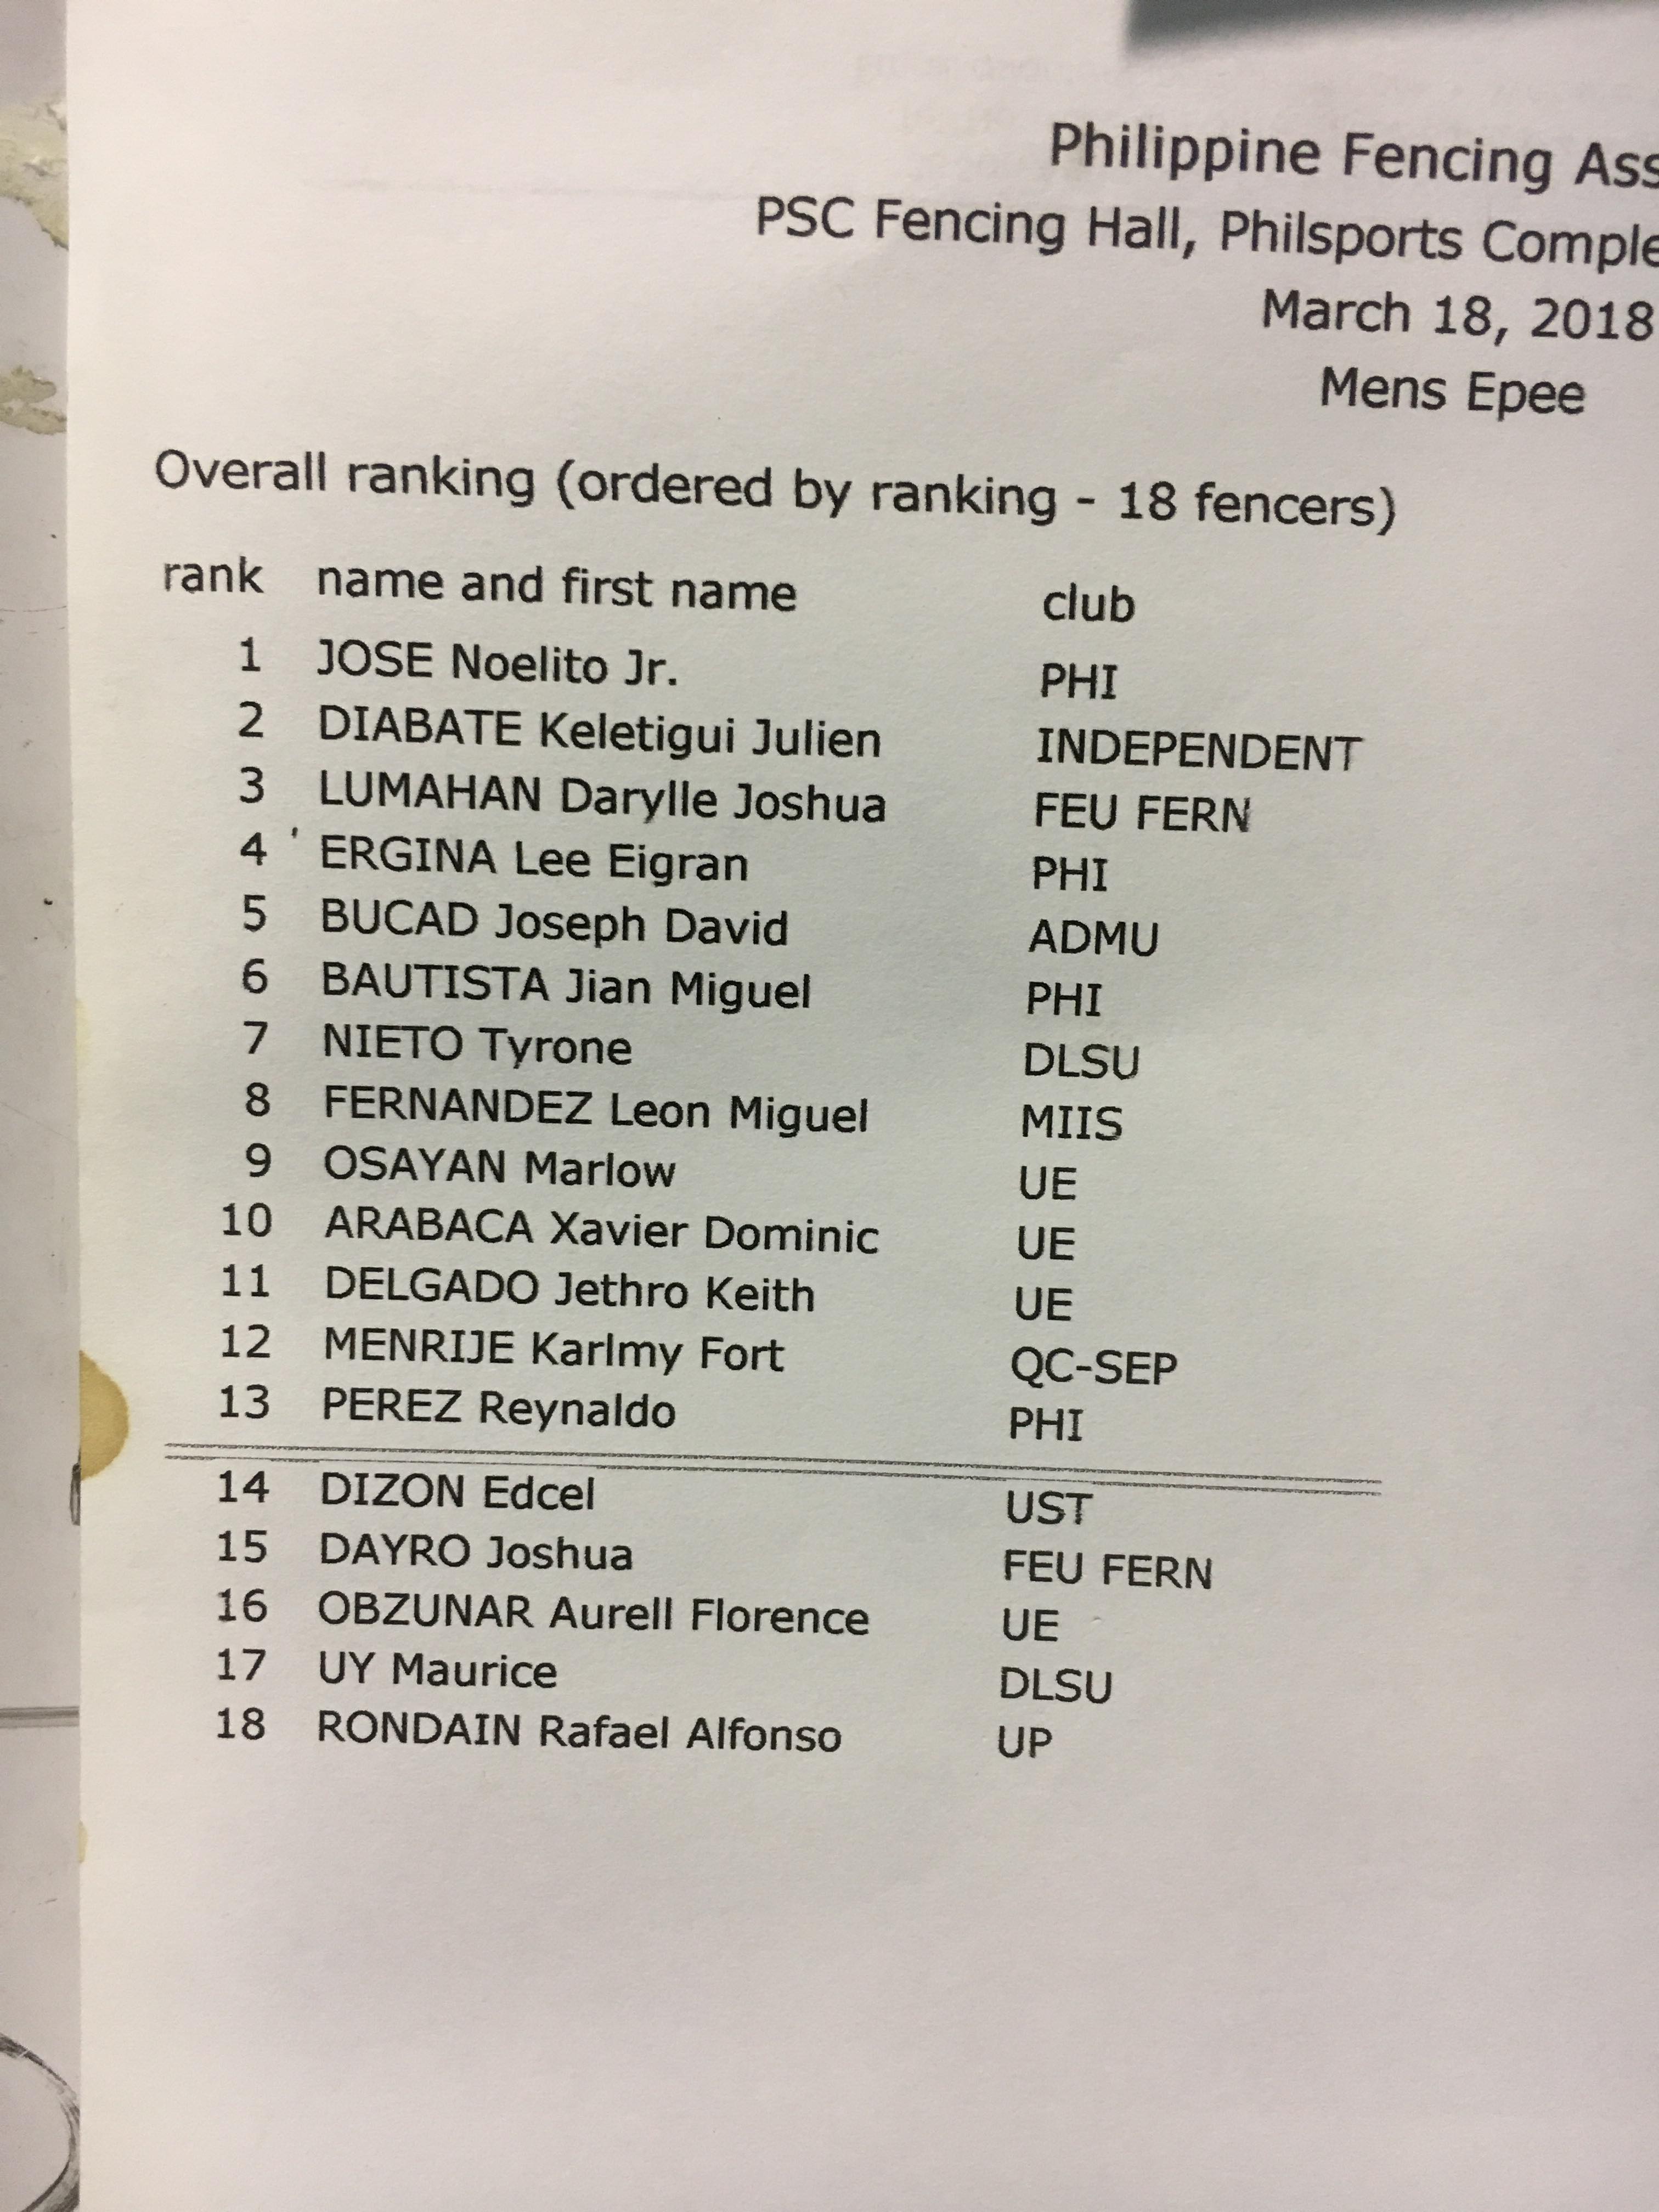 Philippine Fencing Ass
PSC Fencing Hall, Philsports Comple
March 18, 2018
Mens Epee
Overall ranking (ordered by ranking - 18 fencers)
rank name and first name club
1 JOSE Noelito Jr. PHI
2 DIABATE Keletigui Julien INDEPENDENT
3 LUMAHAN Darylle Joshua FEU FERN
4 ERGINA Lee Eigran PHI
5 BUCAD Joseph David ADMU
6 BAUTISTA Jian Miguel PHI
7 NIETO Tyrone DLSU
8 FERNANDEZ Leon Miguel MIIS
9 OSAYAN Marlow UE
10 ARABACA Xavier Dominic UE
11 DELGADO Jethro Keith UE
12 MENRIJE Karlmy Fort QC-SEP
13 PEREZ Reynaldo PHI
14 DIZON Edcel UST
15 DAYRO Joshua FEU FERN
16 OBZUNAR Aurell Florence UE
17 UY Maurice DLSU
18 RONDAIN Rafael Alfonso UP